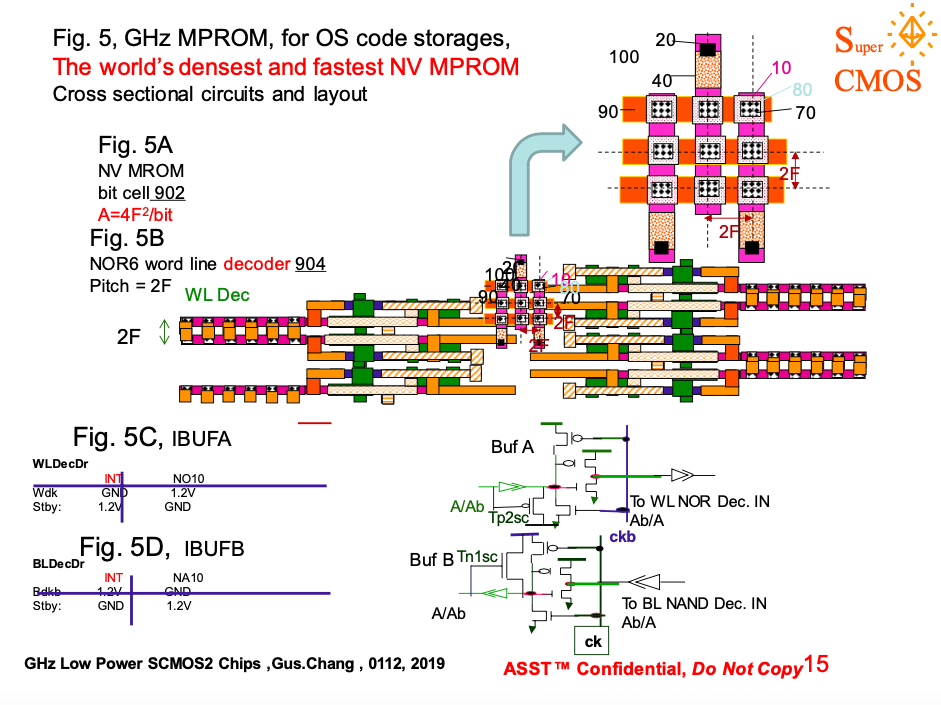 Fig. 5, GHz MPROM, for OS code storages,
The world's densest and fastest NV MPROM
Cross sectional circuits and layout
Super
CMOS
20
100
40
10
80
90
70
2F
2F
Fig. 5A
NV MROM
bit cell 902
A=4F2/bit
Fig. 5B
NOR6 word line decoder 904
Pitch = 2F
WL Dec
2F
20
100
40
10
80
90
70
2F
2F
Fig. 5C, IBUFA
WLDecDr
INT NO10
Wdk GND 1.2V
Stby: 1.2V GND
Fig. 5D, IBUFB
BLDecDr
INT NA10
Bdkb 1.2V GND
Stby: GND 1.2V
Buf A
A/Ab
Tp2sc
To WL NOR Dec. IN
Ab/A
ckb
Buf B
Tn1sc
A/Ab
To BL NAND Dec. IN
Ab/A
ck
GHz Low Power SCMOS2 Chips ,Gus.Chang , 0112, 2019
ASST™ Confidential, Do Not Copy
15